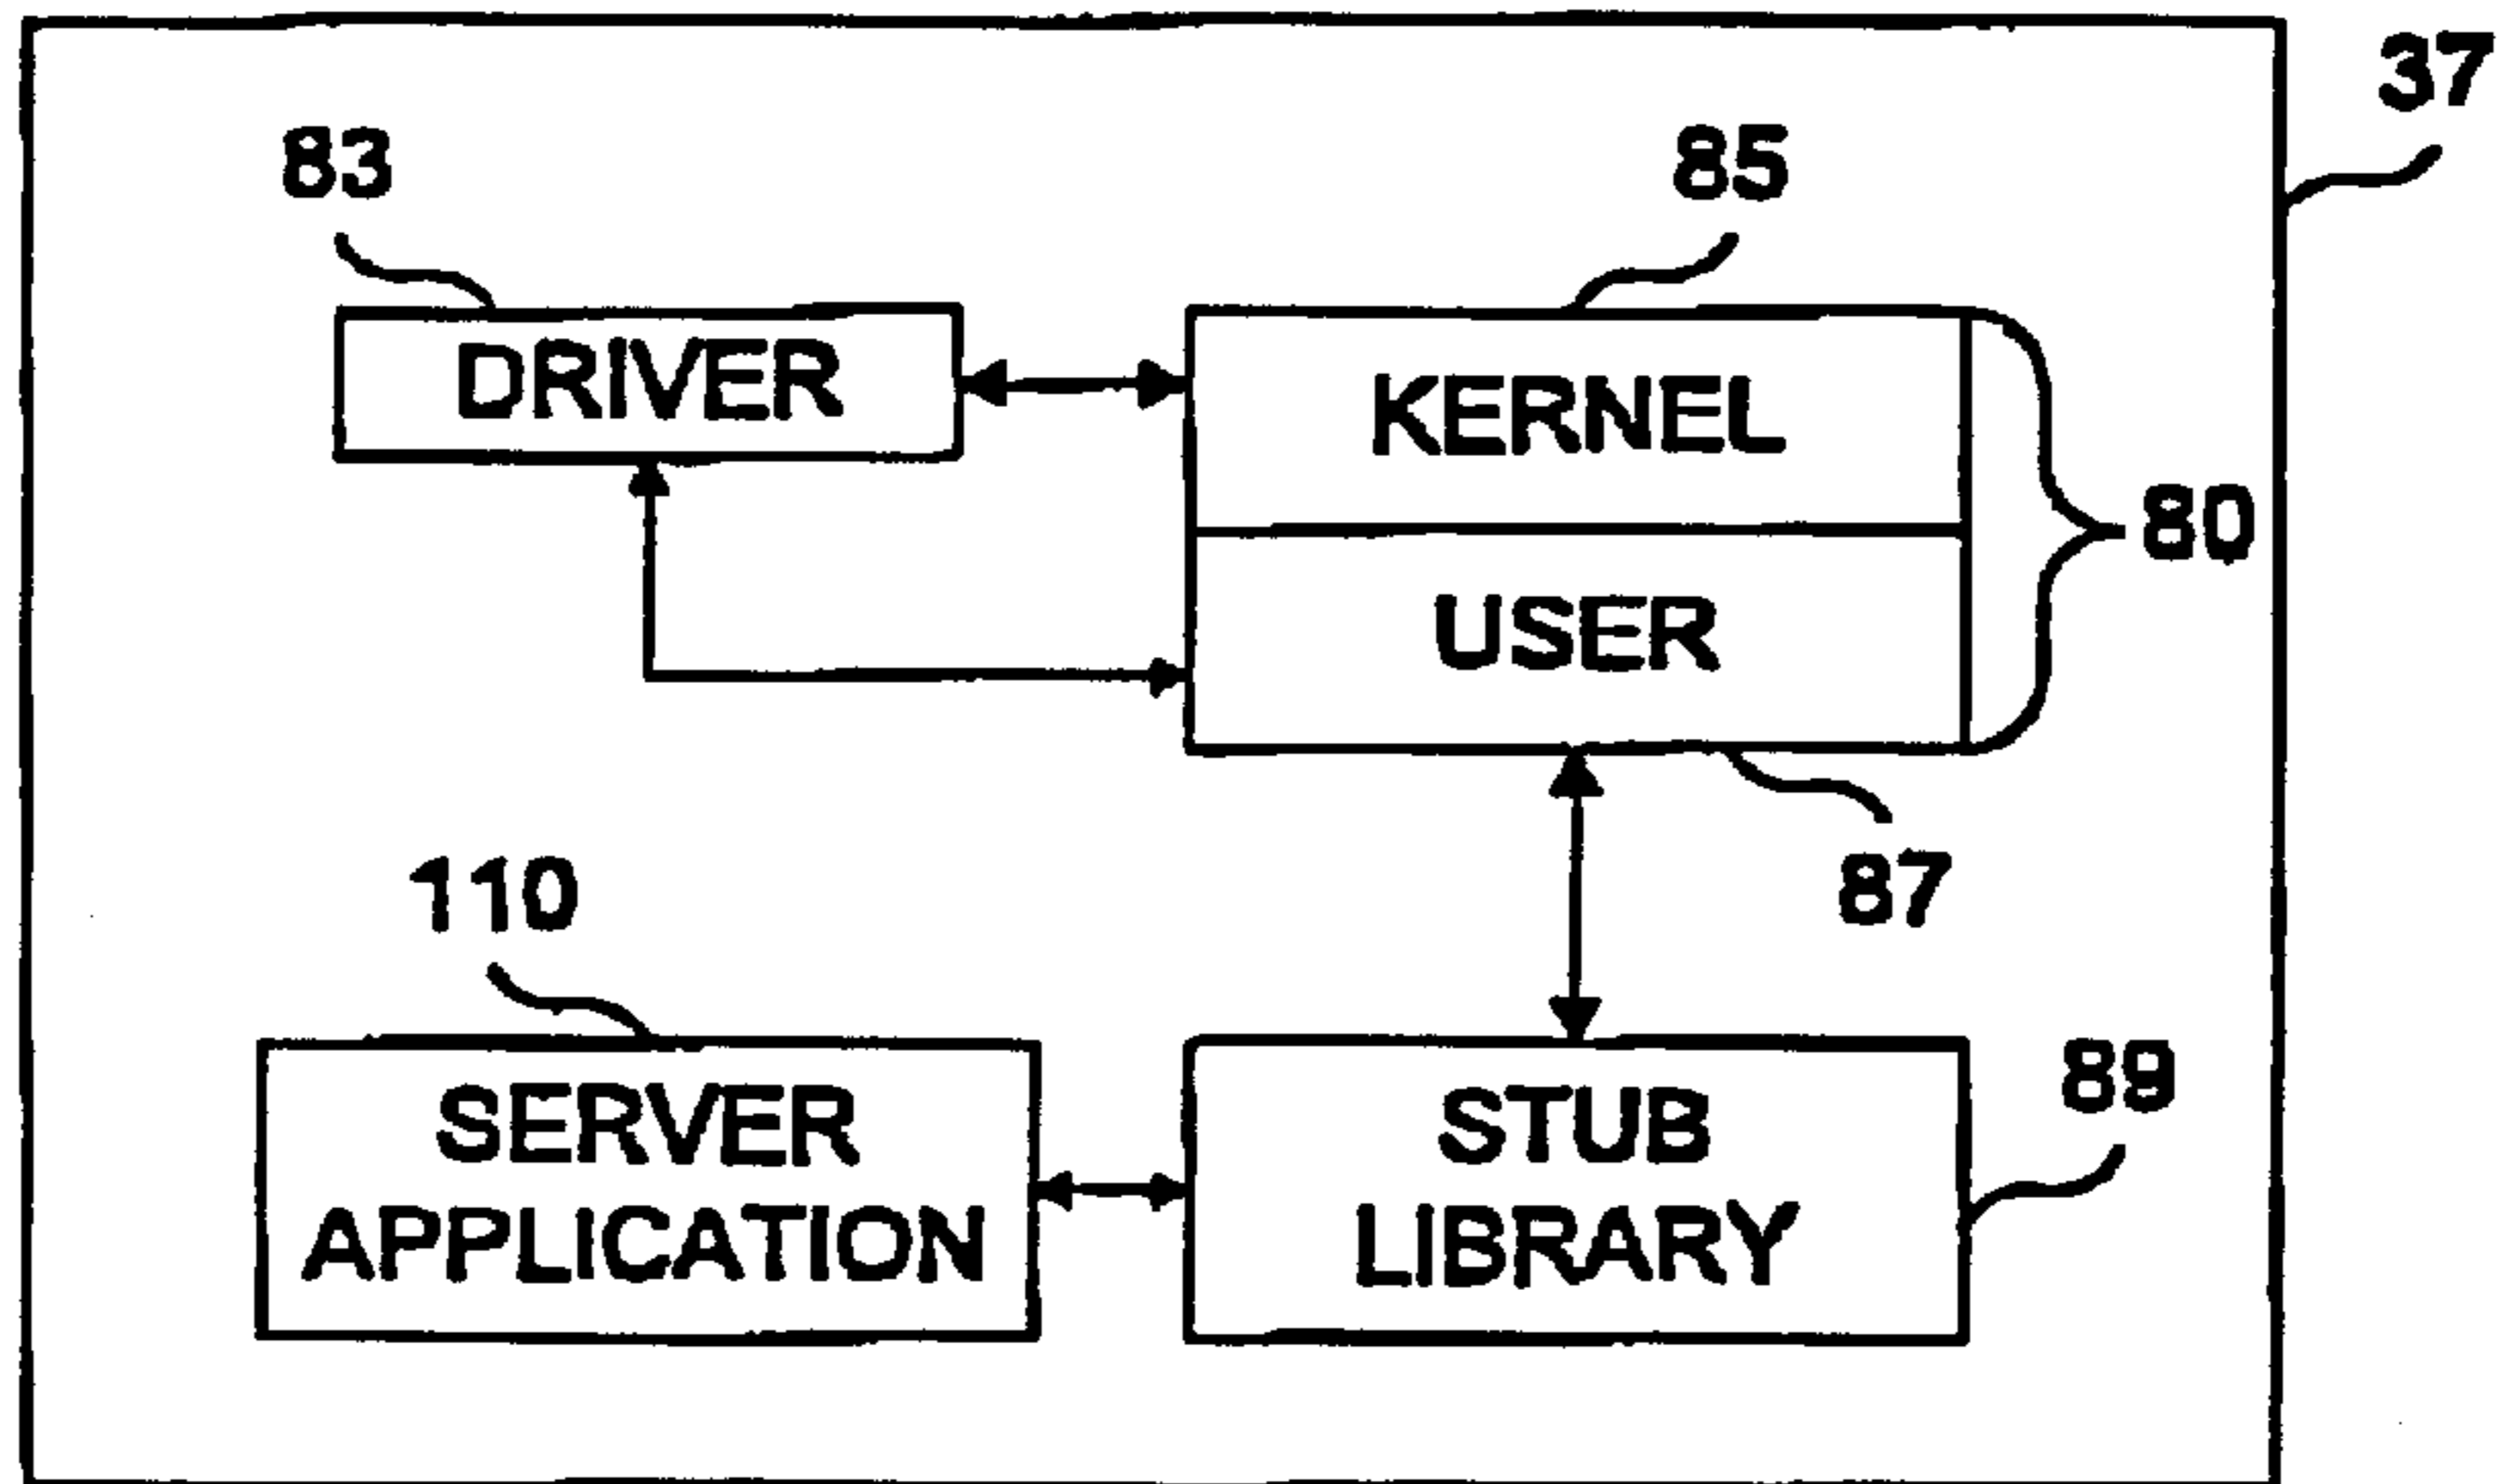 37
83
85
DRIVER
KERNEL
80
USER
110
87
SERVER
APPLICATION
STUB
LIBRARY
89